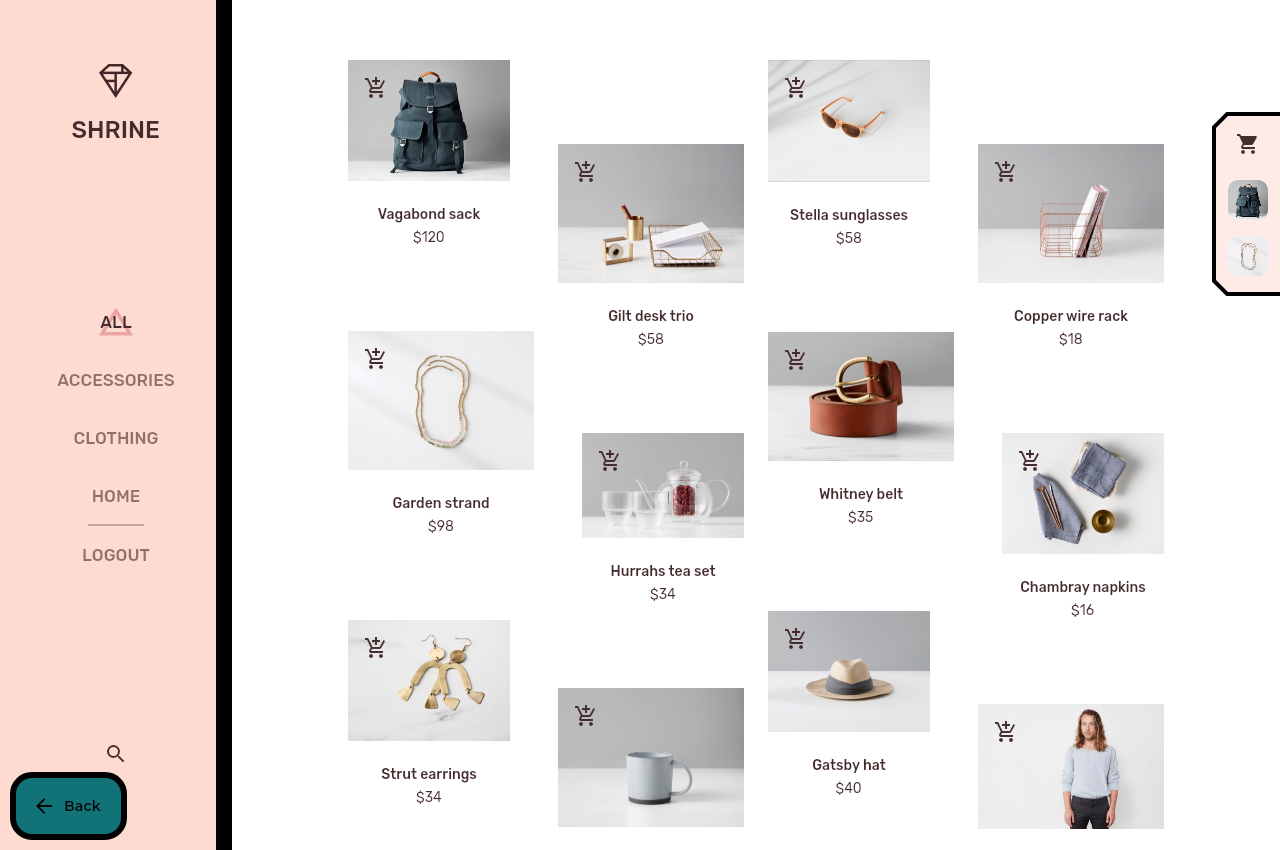 SHRINE
ALL
ACCESSORIES
CLOTHING
HOME
LOGOUT
Back
Vagabond sack
$120
Gilt desk trio
$58
Stella sunglasses
$58
Copper wire rack
$18
Garden strand
$98
Hurrahs tea set
$34
Whitney belt
$35
Chambray napkins
$16
Strut earrings
$34
Gatsby hat
$40